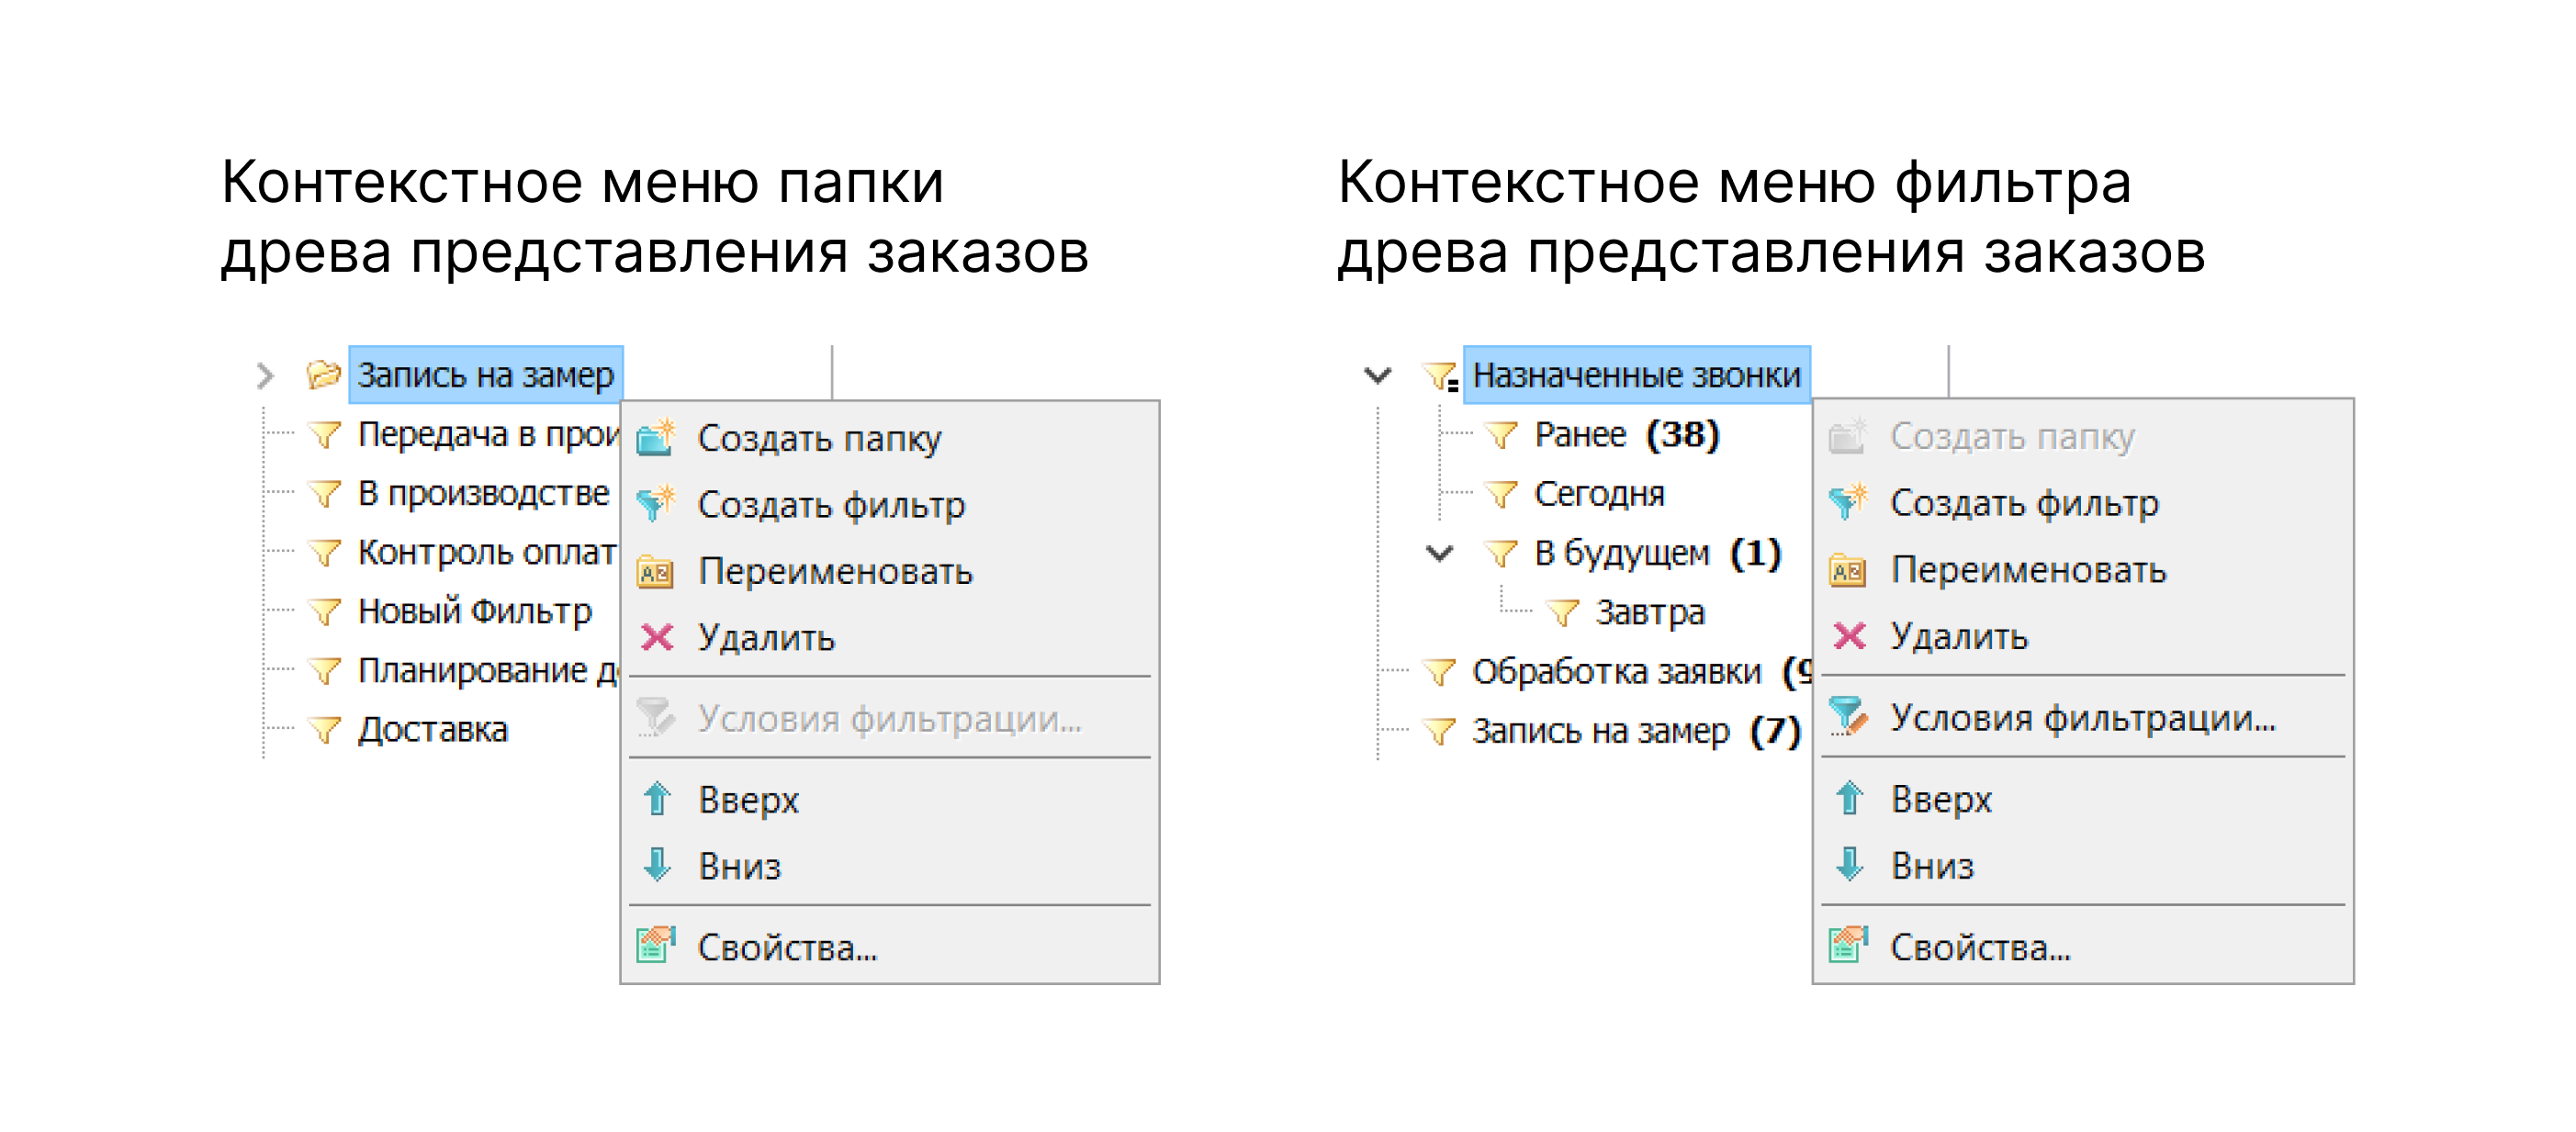 Контекстное меню папки
древа представления заказов
Запись на замер
Передача в
В производстве
Контроль
Новый Фильтр
Планирование
Доставка
Создать папку
Создать фильтр
Переименовать
Удалить
Условия фильтрации...
Вверх
Вниз
Свойства...
Контекстное меню фильтра
древа представления заказов
Назначенные звонки
Ранее (38)
Сегодня
В будущем (1)
Завтра
Обработка заявки
Запись на замер (7)
Создать папку
Создать фильтр
Переименовать
Удалить
Условия фильтрации...
Вверх
Вниз
Свойства...